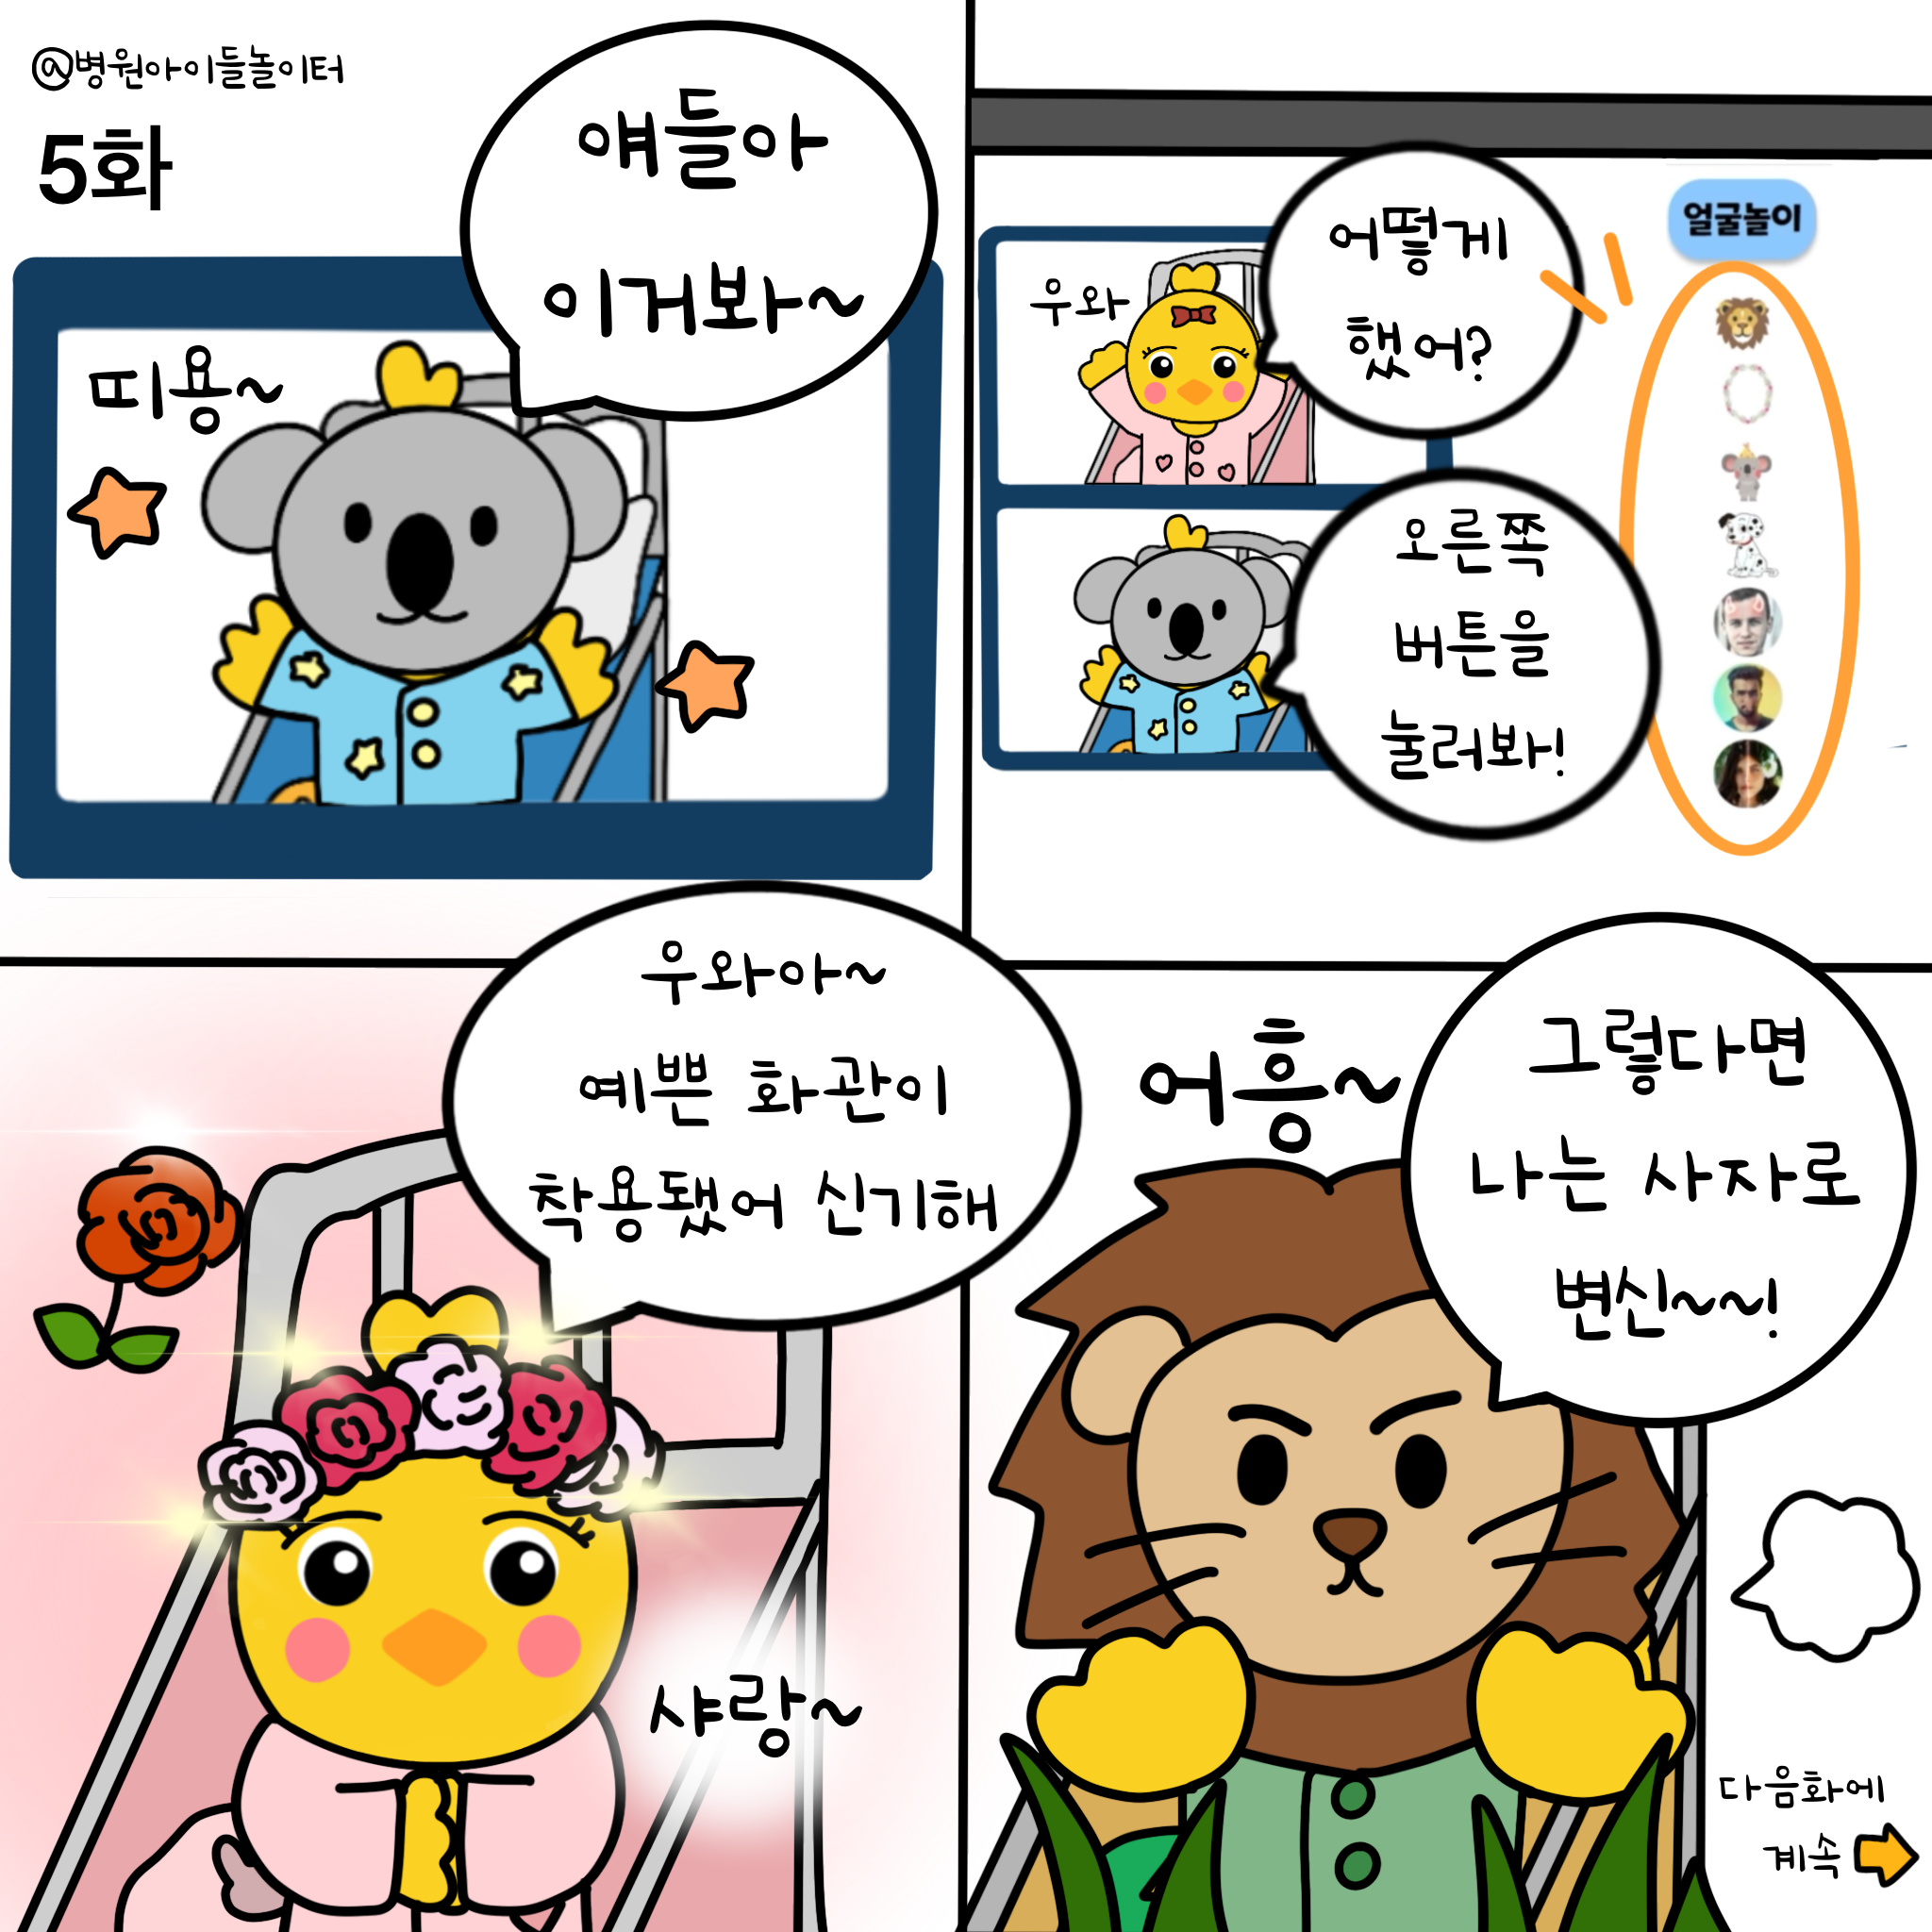 @병원아이들놀이터
5화
얘들아
이거봐~
띠용~
우와
어떻게
했어?
얼굴놀이
오른쪽
버튼을
눌러봐!
우와아~
예쁜 화관이
착용됐어 신기해
샤랑~
어흥~
그렇다면
나는 사자로
변신~~!
다음화에
계속